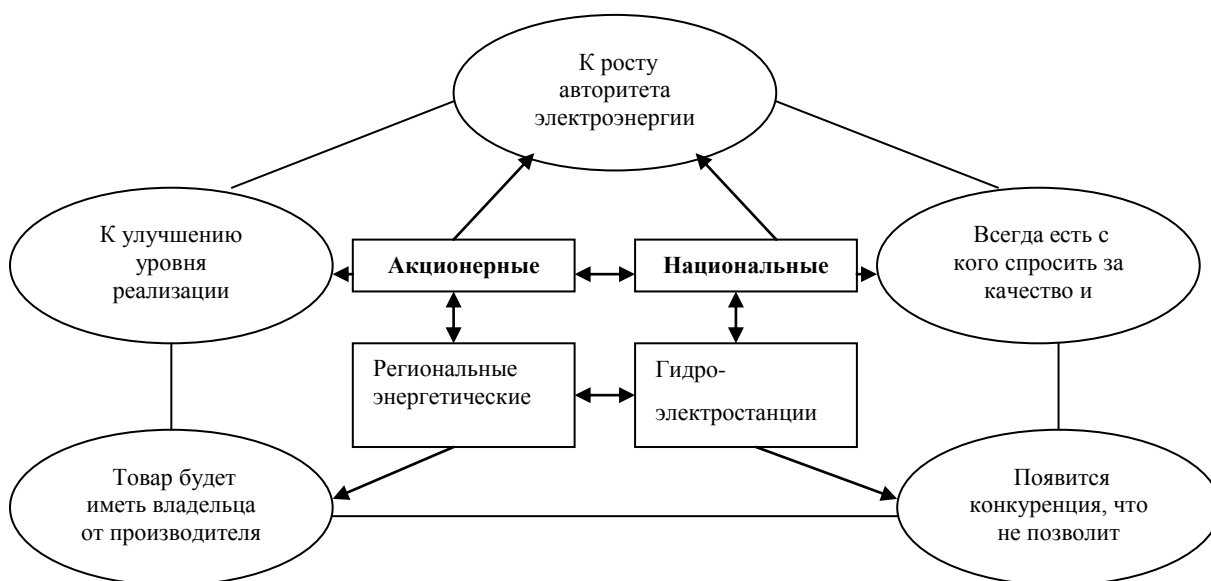 К росту
авторитета
электроэнергии
К улучшению
уровня
реализации
Акционерные
Национальные
Всегда есть с
кого спросить за
качество и
Региональные
энергетические
Гидро-
электростанции
Товар будет
иметь владельца
от производителя
Появится
конкуренция, что
не позволит